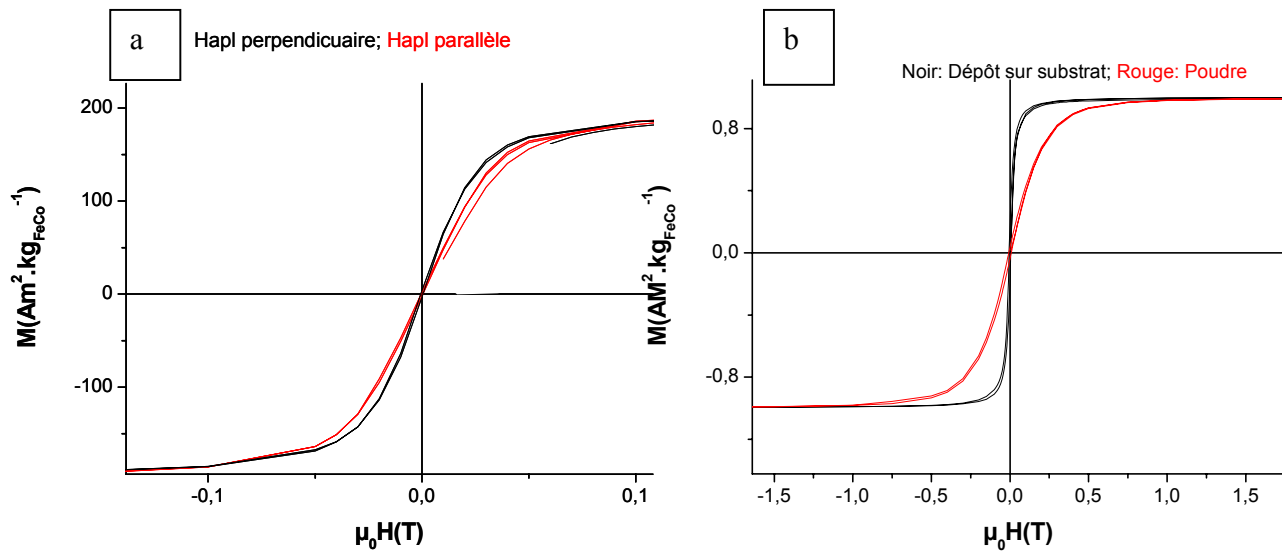 a
Hapl perpendicuaire; Hapl parallèle
200
100
0
-100
M(Am².kg_FeCo⁻¹)
-0,1
0,0
0,1
µ₀H(T)
b
Noir: Dépôt sur substrat; Rouge: Poudre
0,8
0,0
-0,8
M(AM².kg_FeCo⁻¹)
-1,5
-1,0
-0,5
0,0
0,5
1,0
1,5
µ₀H(T)